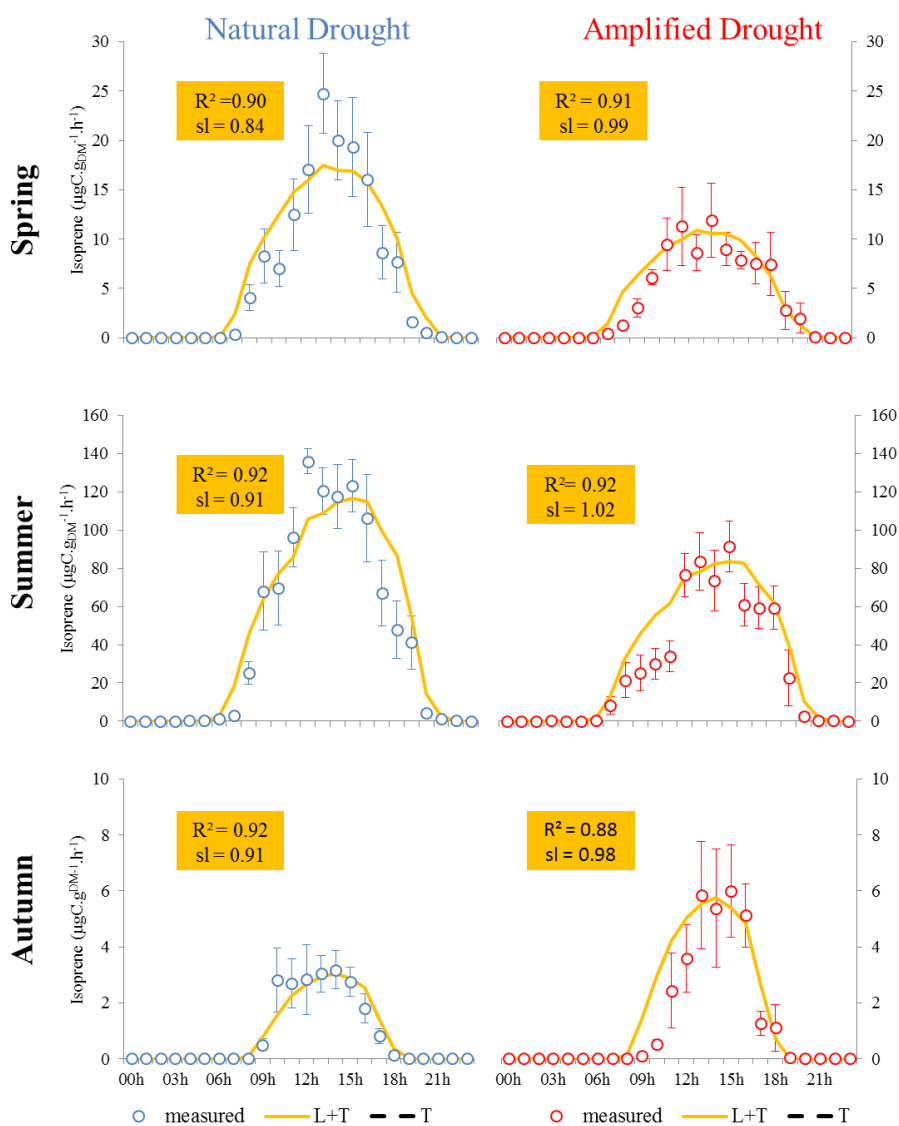 Natural Drought
Amplified Drought
Spring
Isoprene (µgC.gDM⁻¹.h⁻¹)
30
25
20
15
10
5
0
R² =0.90
sl = 0.84
R² = 0.91
sl = 0.99
30
25
20
15
10
5
0
Summer
Isoprene (µgC.gDM⁻¹.h⁻¹)
160
140
120
100
80
60
40
20
0
R² = 0.92
sl = 0.91
R²= 0.92
sl = 1.02
160
140
120
100
80
60
40
20
0
Autumn
Isoprene (µgC.g^DM-1.h⁻¹)
10
8
6
4
2
0
R² = 0.92
sl = 0.91
R² = 0.88
sl = 0.98
10
8
6
4
2
0
00h 03h 06h 09h 12h 15h 18h 21h
00h 03h 06h 09h 12h 15h 18h 21h
measured L+T T
measured L+T T